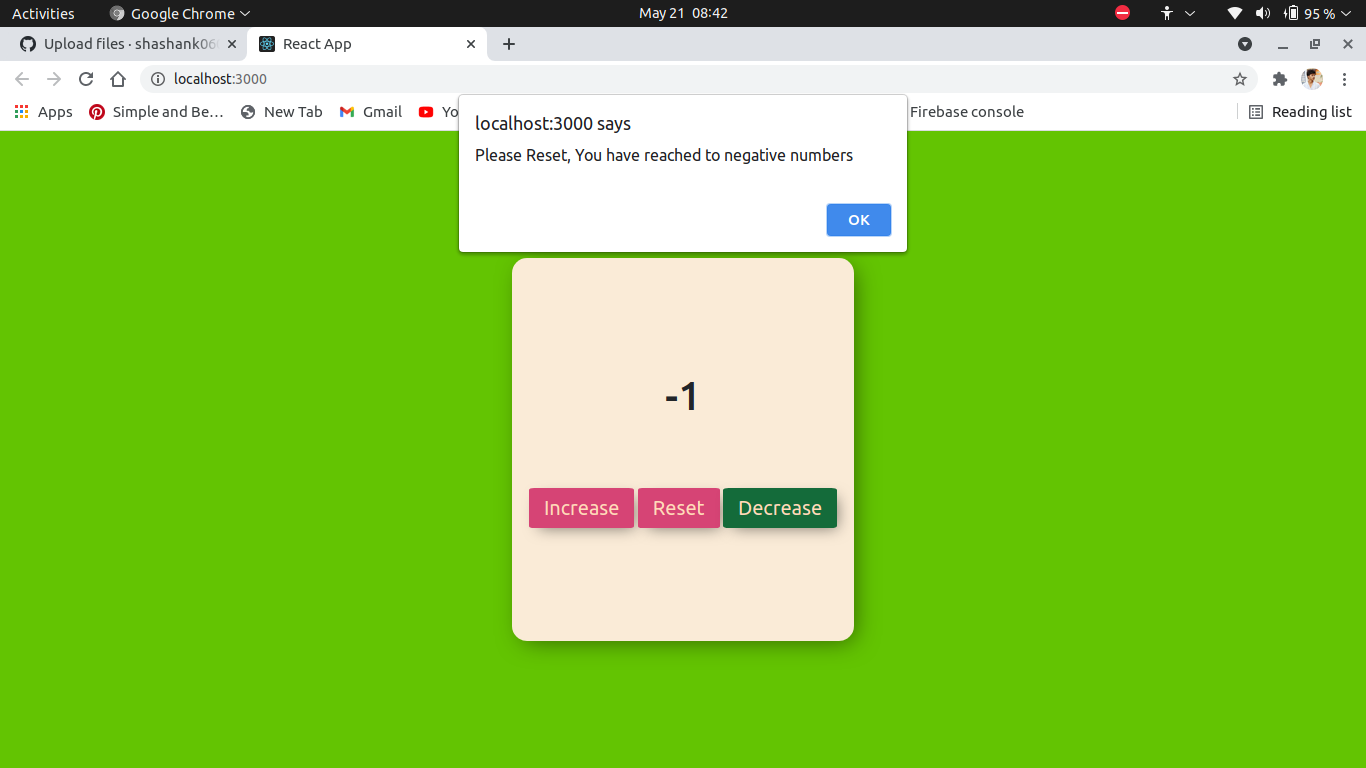 Activities Google Chrome May 21 08:42 95 %
Upload files · shashank06 React App
localhost:3000
Apps Simple and Be… New Tab Gmail Yo Firebase console Reading list
localhost:3000 says
Please Reset, You have reached to negative numbers
OK
-1
Increase Reset Decrease